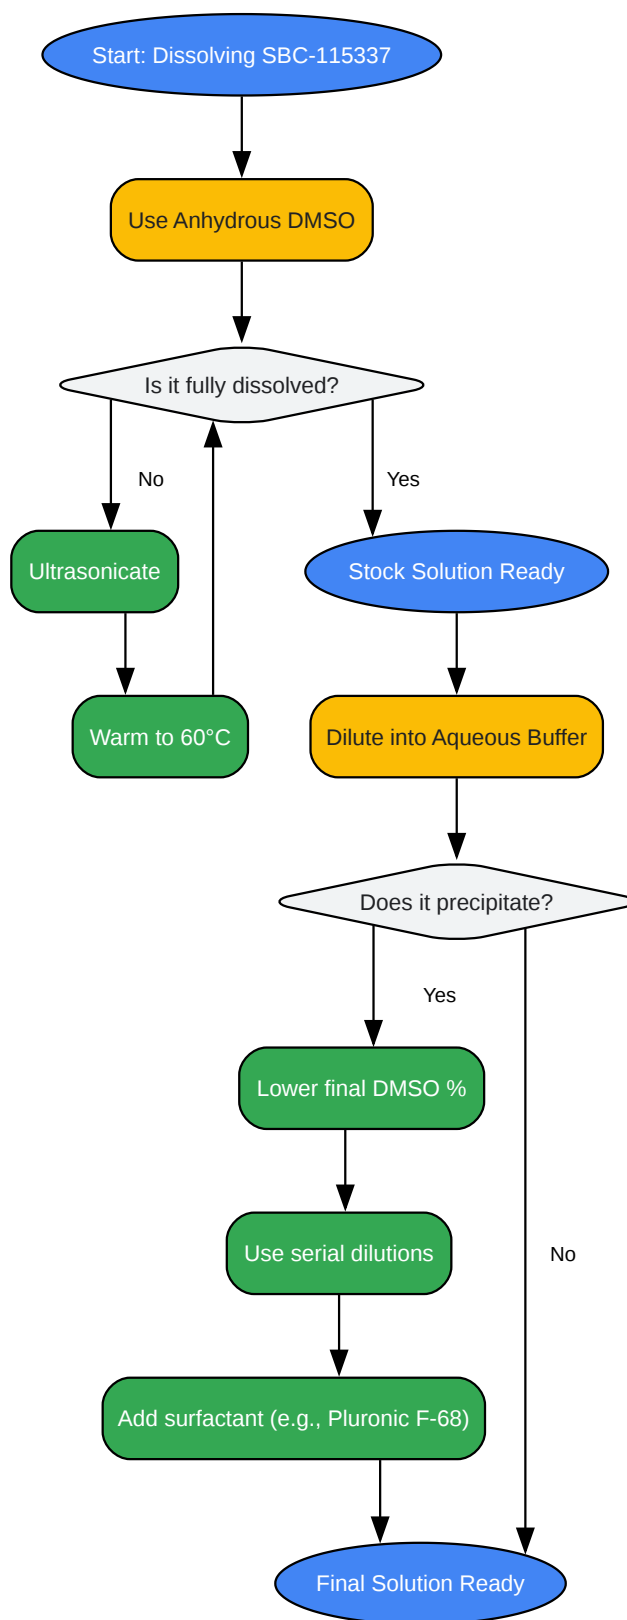 Start: Dissolving SBC-115337
Use Anhydrous DMSO
Is it fully dissolved?
No
Yes
Ultrasonicate
Stock Solution Ready
Warm to 60°C
Dilute into Aqueous Buffer
Does it precipitate?
Yes
Lower final DMSO %
Use serial dilutions
No
Add surfactant (e.g., Pluronic F-68)
Final Solution Ready